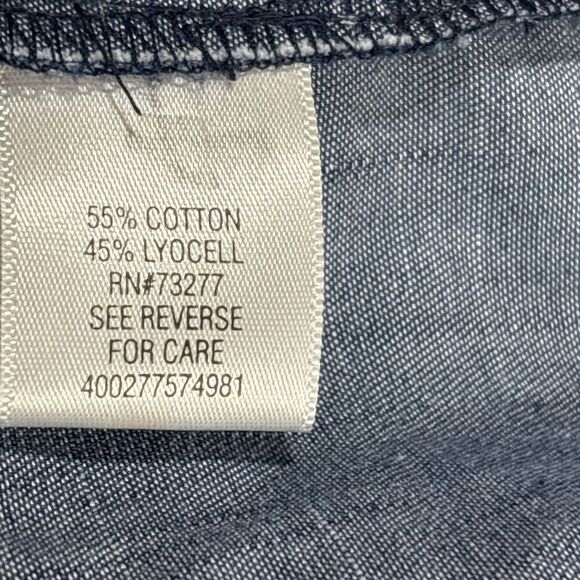 55% COTTON
45% LYOCELL
RN#73277
SEE REVERSE
FOR CARE
400277574981